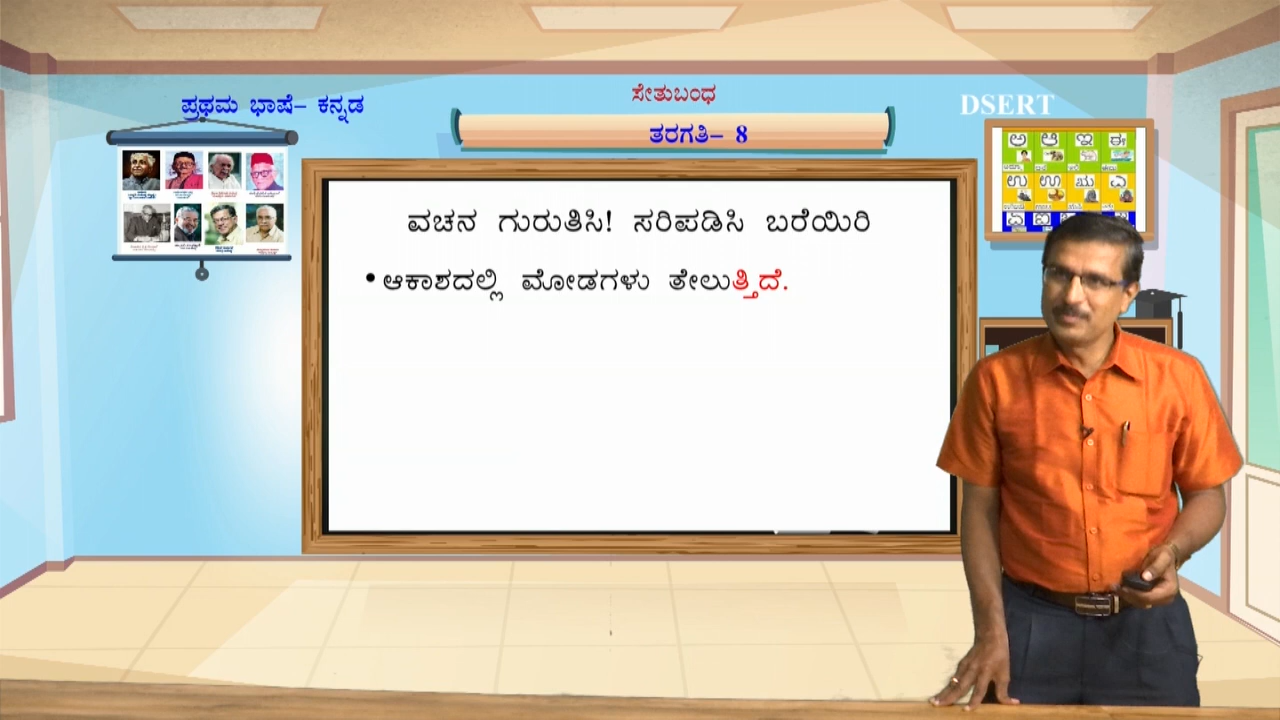 ಸೇತುಬಂಧ
ಪ್ರಥಮ ಭಾಷೆ– ಕನ್ನಡ
DSERT
ತರಗತಿ– 8
ವಚನ ಗುರುತಿಸಿ! ಸರಿಪಡಿಸಿ ಬರೆಯಿರಿ
•ಆಕಾಶದಲ್ಲಿ ಮೋಡಗಳು ತೇಲುತ್ತಿದೆ.
ಅ ಆ ಇ ಈ
ಉ ಊ ಋ ಎ